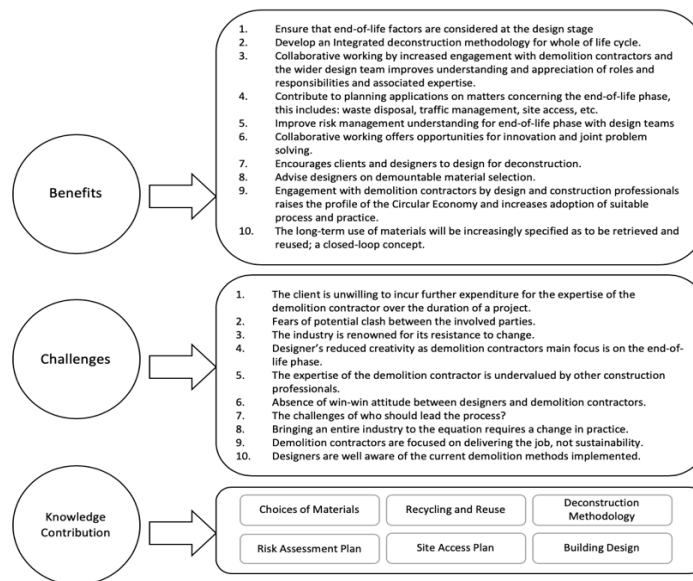 Benefits
1. Ensure that end-of-life factors are considered at the design stage
2. Develop an Integrated deconstruction methodology for whole of life cycle.
3. Collaborative working by increased engagement with demolition contractors and
the wider design team improves understanding and appreciation of roles and
responsibilities and associated expertise.
4. Contribute to planning applications on matters concerning the end-of-life phase,
this includes: waste disposal, traffic management, site access, etc.
5. Improve risk management understanding for end-of-life phase with design teams
6. Collaborative working offers opportunities for innovation and joint problem
solving.
7. Encourages clients and designers to design for deconstruction.
8. Advise designers on demountable material selection.
9. Engagement with demolition contractors by design and construction professionals
raises the profile of the Circular Economy and increases adoption of suitable
process and practice.
10. The long-term use of materials will be increasingly specified as to be retrieved and
reused; a closed-loop concept.
Challenges
1. The client is unwilling to incur further expenditure for the expertise of the
demolition contractor over the duration of a project.
2. Fears of potential clash between the involved parties.
3. The industry is renowned for its resistance to change.
4. Designer's reduced creativity as demolition contractors main focus is on the end-of-
life phase.
5. The expertise of the demolition contractor is undervalued by other construction
professionals.
6. Absence of win-win attitude between designers and demolition contractors.
7. The challenges of who should lead the process?
8. Bringing an entire industry to the equation requires a change in practice.
9. Demolition contractors are focused on delivering the job, not sustainability.
10. Designers are well aware of the current demolition methods implemented.
Knowledge
Contribution
Choices of Materials
Recycling and Reuse
Deconstruction
Methodology
Risk Assessment Plan
Site Access Plan
Building Design